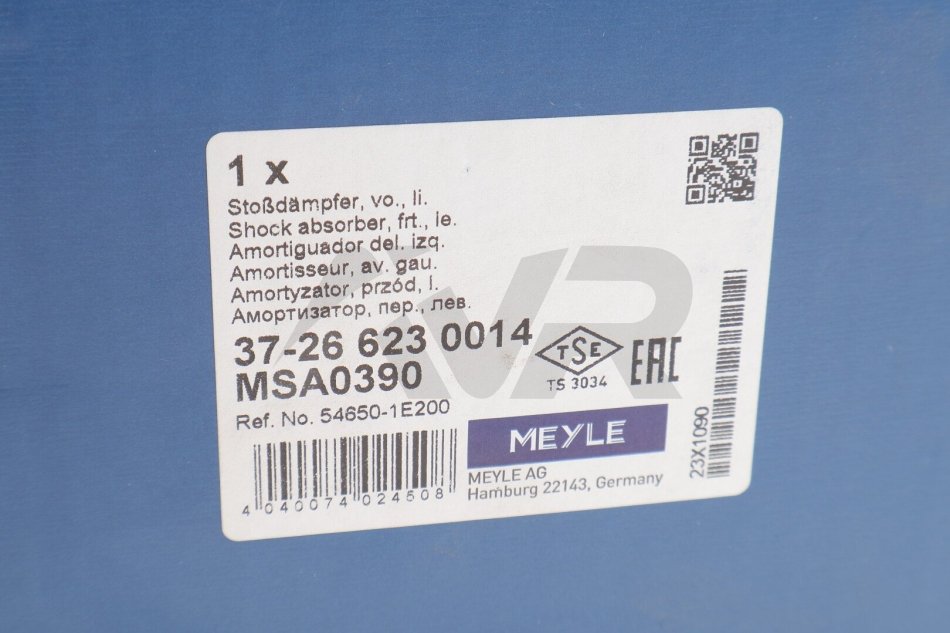 1 x
Stoßdämpfer, vo., li.
Shock absorber, frt., le.
Amortiguador del. izq.
Amortisseur, av. gau.
Amortyzator, przód, l.
Амортизатор, пер., лев.
37-26 623 0014
MSA0390
Ref. No. 54650-1E200
TSE
TS 3034
EAC
MEYLE
MEYLE AG
Hamburg 22143, Germany
4 040074 024508
23X1090
VR